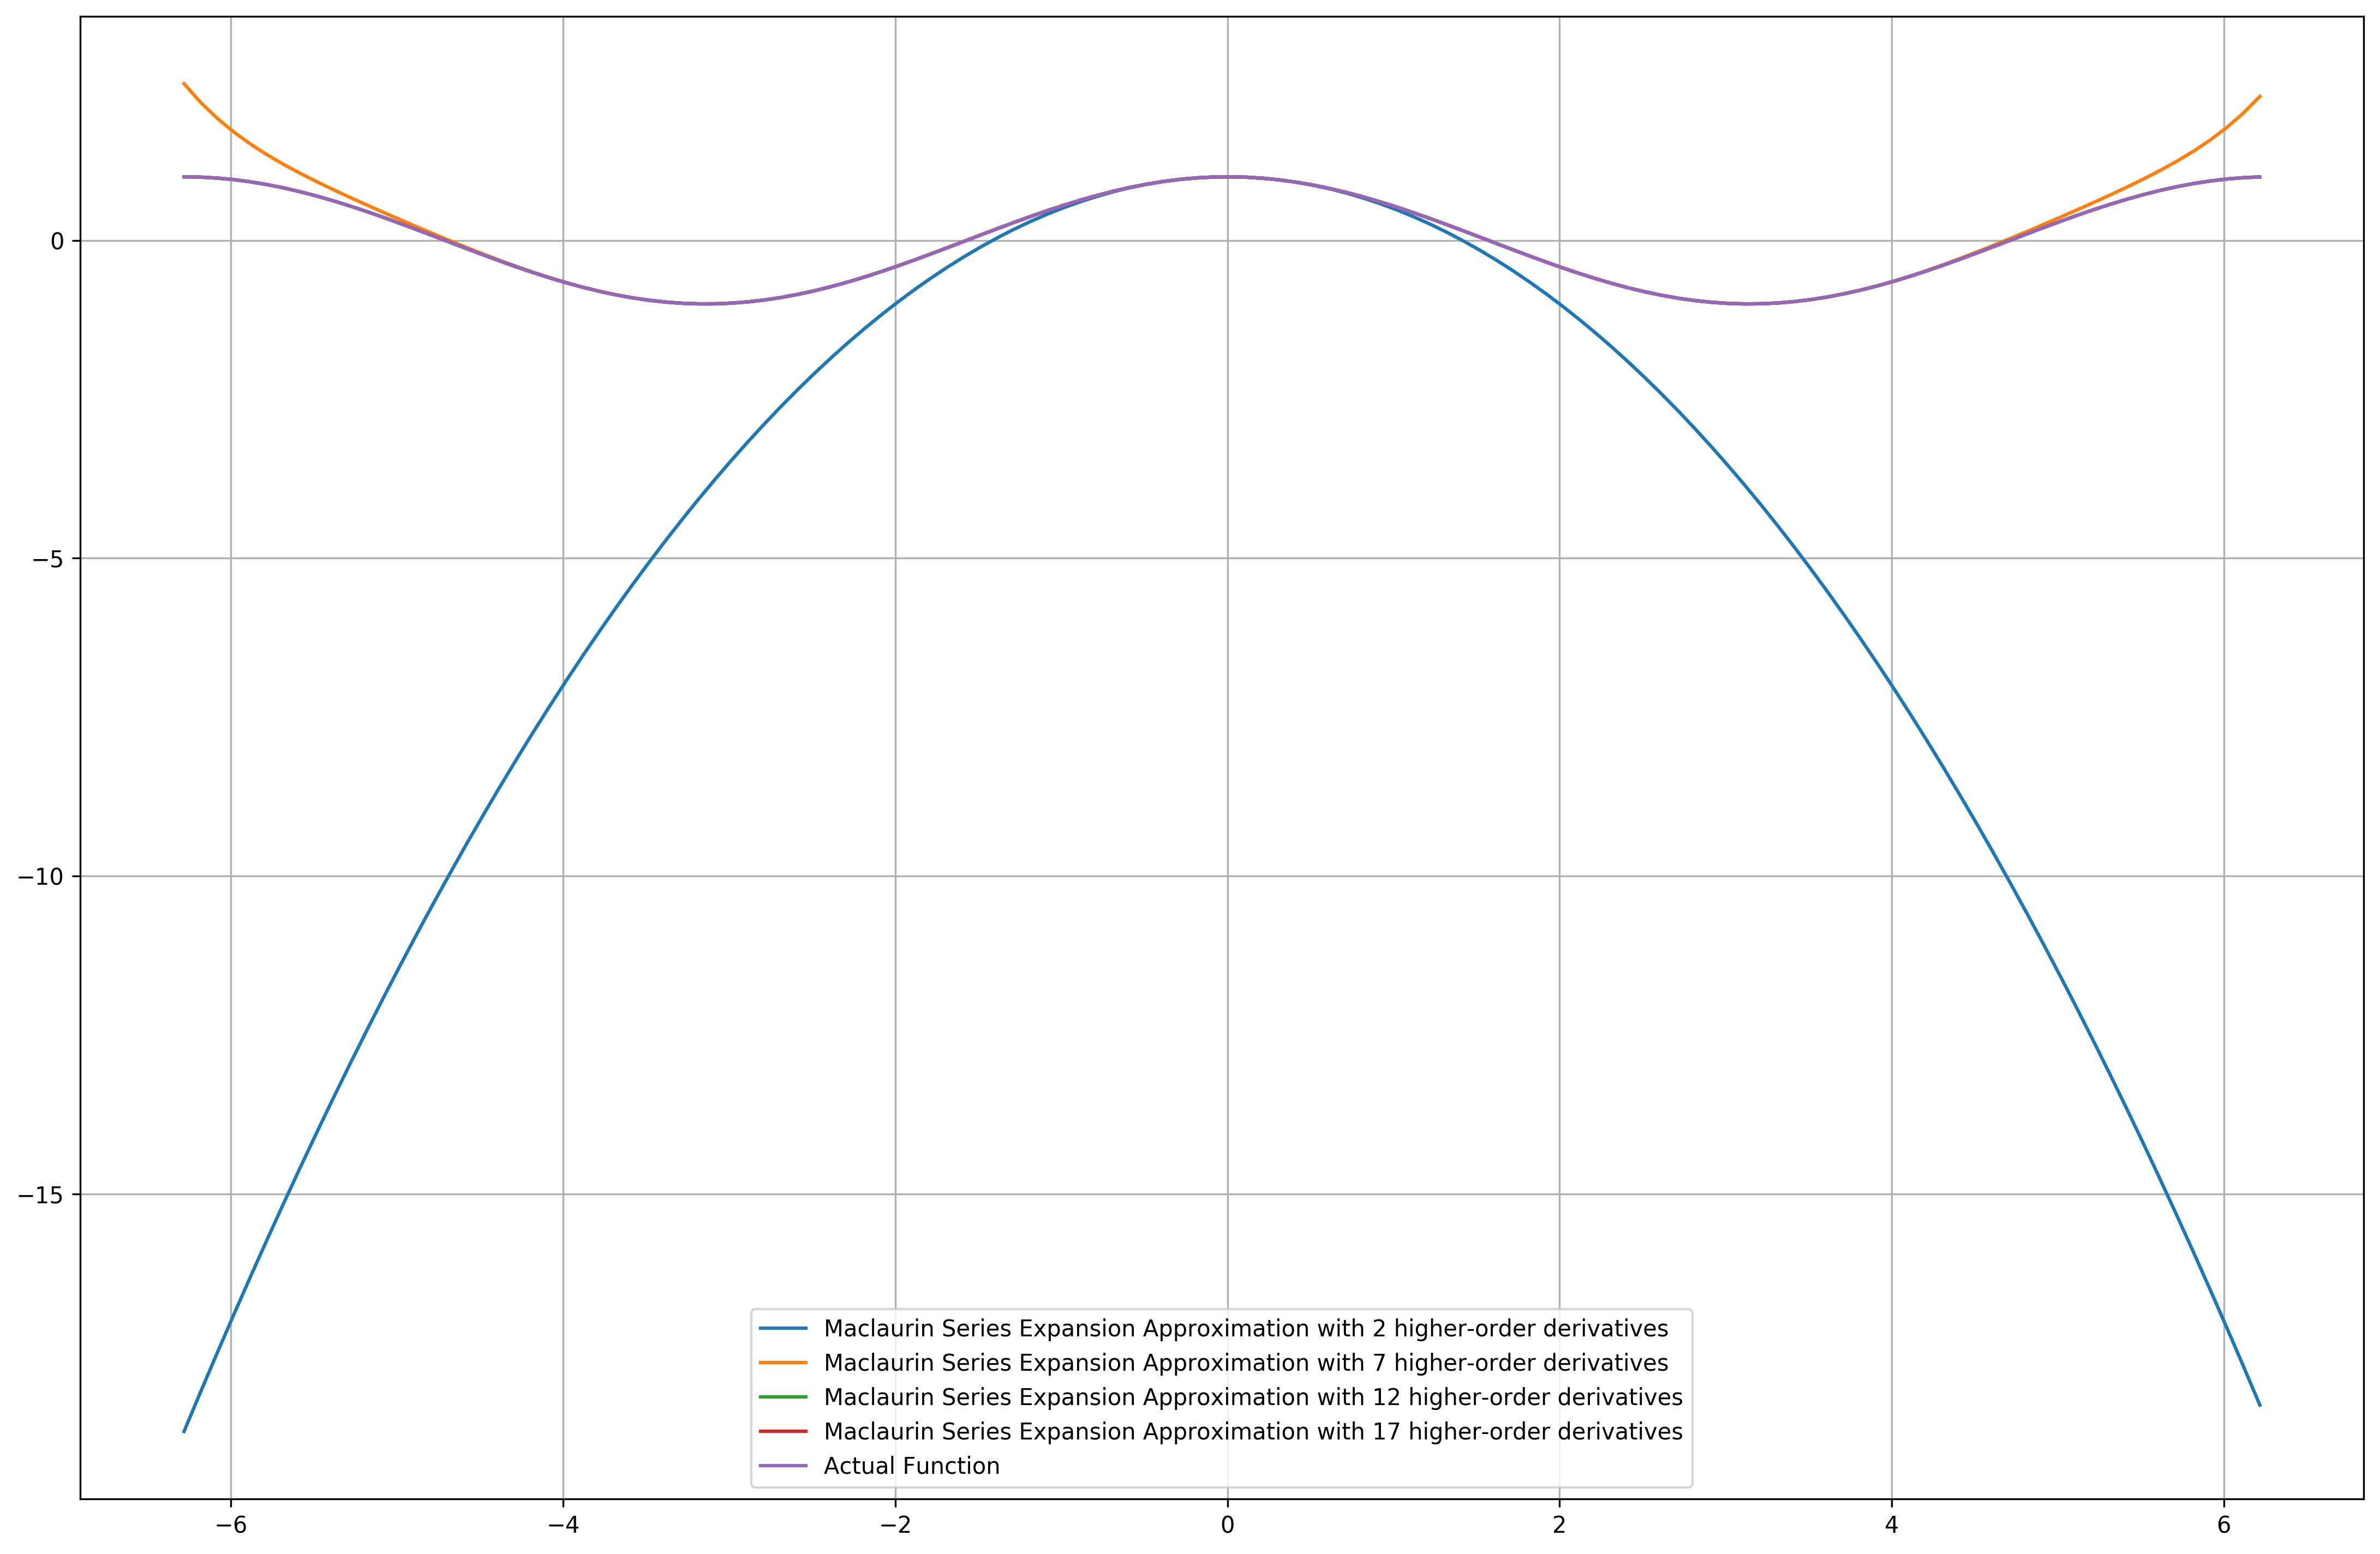 0
−5
−10
−15
Maclaurin Series Expansion Approximation with 2 higher-order derivatives
Maclaurin Series Expansion Approximation with 7 higher-order derivatives
Maclaurin Series Expansion Approximation with 12 higher-order derivatives
Maclaurin Series Expansion Approximation with 17 higher-order derivatives
Actual Function
−6 −4 −2 0 2 4 6